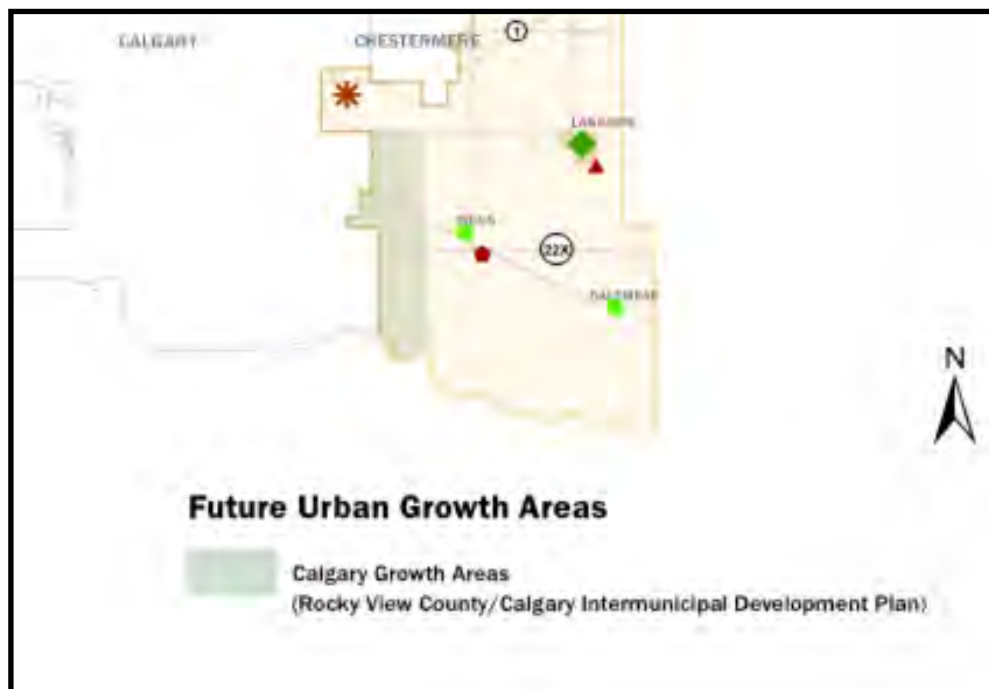 CALGARY
CHESTERMERE
1
LANGDON
INDUS
22X
DALEMEAD
N
Future Urban Growth Areas
Calgary Growth Areas
(Rocky View County/Calgary Intermunicipal Development Plan)